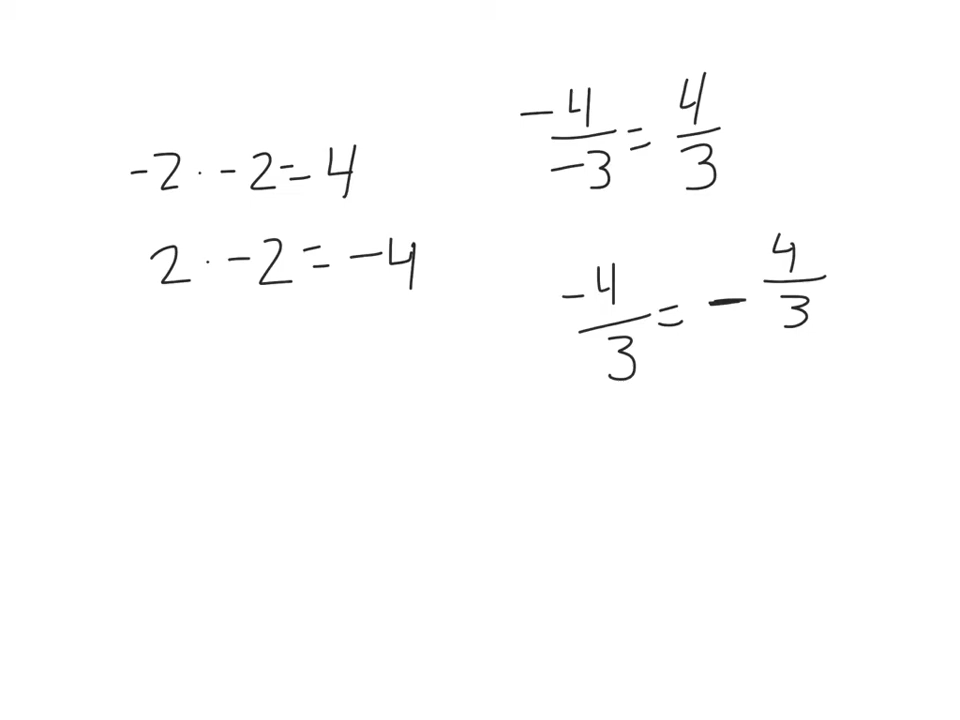 -2 · -2 = 4
2 · -2 = -4
-4/-3 = 4/3
-4/3 = - 4/3